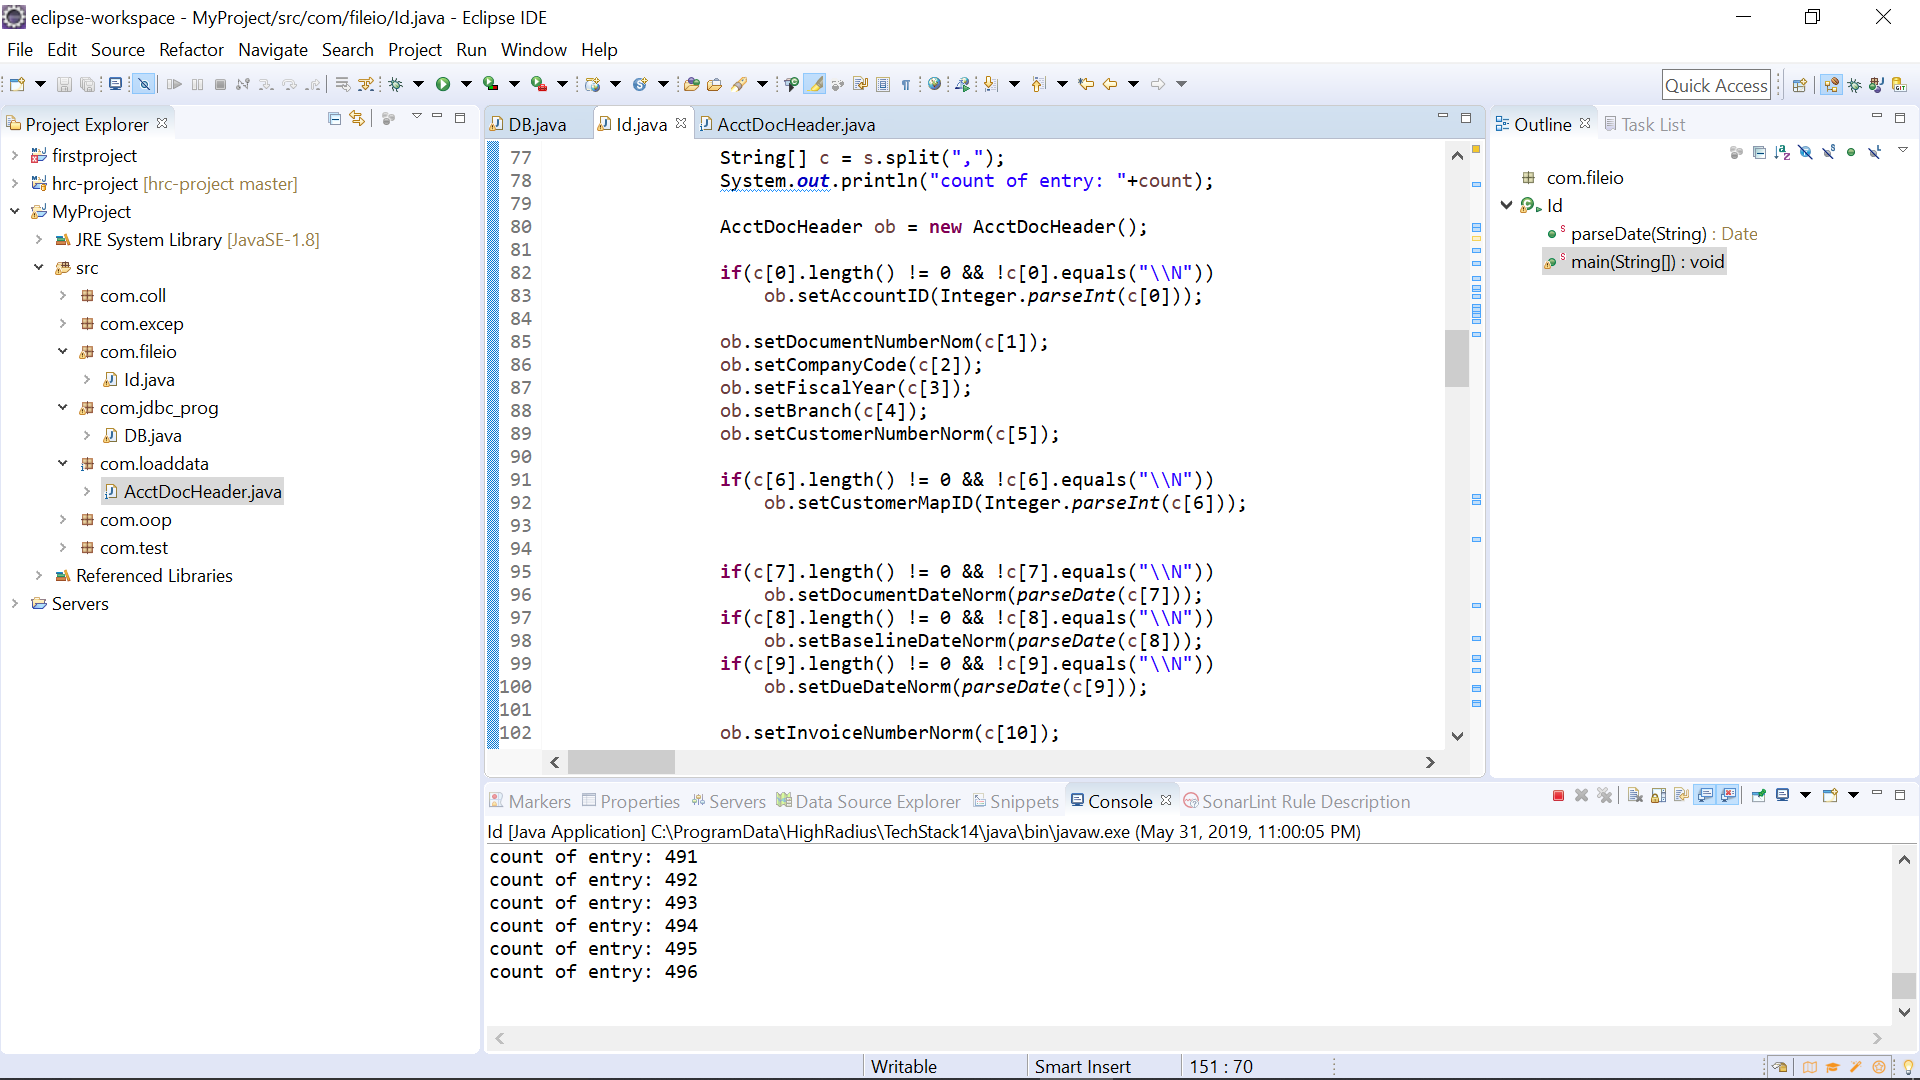 eclipse-workspace - MyProject/src/com/fileio/Id.java - Eclipse IDE
File Edit Source Refactor Navigate Search Project Run Window Help
Quick Access
Project Explorer
firstproject
hrc-project [hrc-project master]
MyProject
JRE System Library [JavaSE-1.8]
src
com.coll
com.excep
com.fileio
Id.java
com.jdbc_prog
DB.java
com.loaddata
AcctDocHeader.java
com.oop
com.test
Referenced Libraries
Servers
DB.java Id.java AcctDocHeader.java
77 String[] c = s.split(",");
78 System.out.println("count of entry: "+count);
79
80 AcctDocHeader ob = new AcctDocHeader();
81
82 if(c[0].length() != 0 && !c[0].equals("\\N"))
83 ob.setAccountID(Integer.parseInt(c[0]));
84
85 ob.setDocumentNumberNom(c[1]);
86 ob.setCompanyCode(c[2]);
87 ob.setFiscalYear(c[3]);
88 ob.setBranch(c[4]);
89 ob.setCustomerNumberNorm(c[5]);
90
91 if(c[6].length() != 0 && !c[6].equals("\\N"))
92 ob.setCustomerMapID(Integer.parseInt(c[6]));
93
94
95 if(c[7].length() != 0 && !c[7].equals("\\N"))
96 ob.setDocumentDateNorm(parseDate(c[7]));
97 if(c[8].length() != 0 && !c[8].equals("\\N"))
98 ob.setBaselineDateNorm(parseDate(c[8]));
99 if(c[9].length() != 0 && !c[9].equals("\\N"))
100 ob.setDueDateNorm(parseDate(c[9]));
101
102 ob.setInvoiceNumberNorm(c[10]);
Outline Task List
com.fileio
Id
parseDate(String) : Date
main(String[]) : void
Markers Properties Servers Data Source Explorer Snippets Console SonarLint Rule Description
Id [Java Application] C:\ProgramData\HighRadius\TechStack14\java\bin\javaw.exe (May 31, 2019, 11:00:05 PM)
count of entry: 491
count of entry: 492
count of entry: 493
count of entry: 494
count of entry: 495
count of entry: 496
Writable Smart Insert 151 : 70